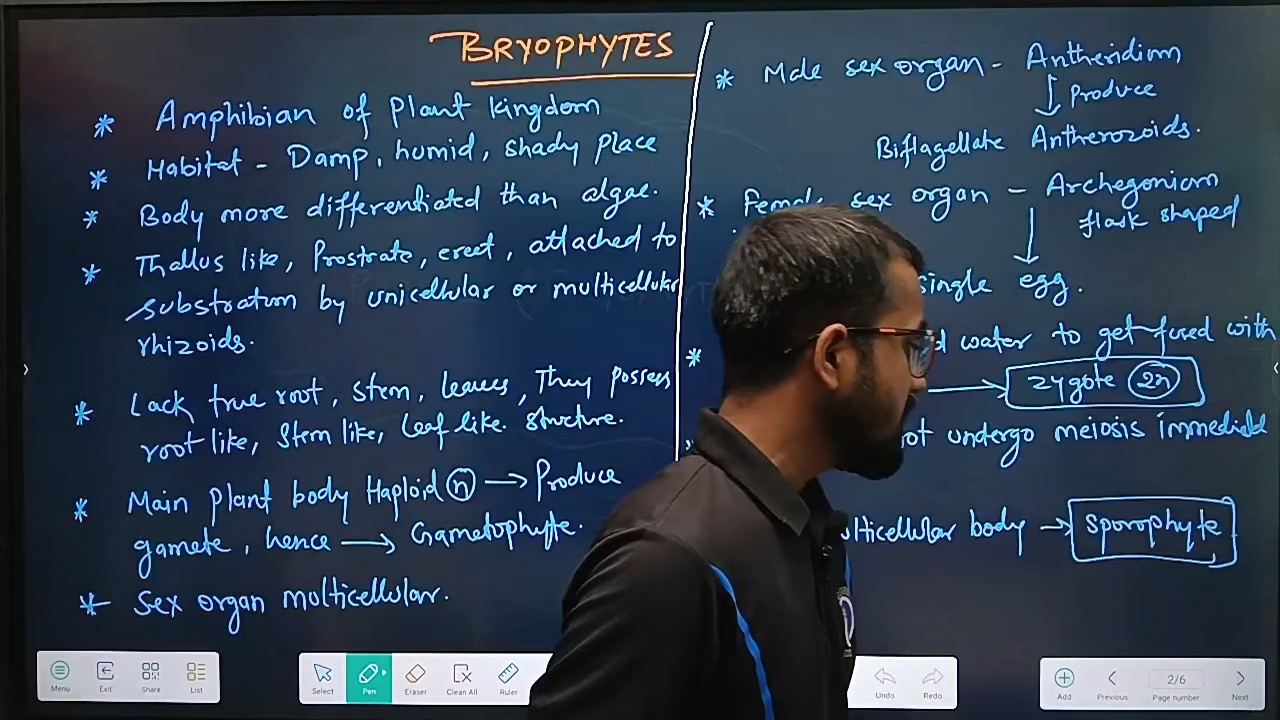 BRYOPHYTES
* Amphibian of Plant kingdom
* Habitat - Damp, humid, shady place
* Body more differentiated than algae.
* Thallus like, Prostrate, erect, attached to
substratum by unicellular or multicellular
rhizoids.
* Lack true root, stem, leaves, They possess
root like, stem like, leaf like structure.
* Main plant body Haploid (n) → Produce
gamete, hence → Gametophyte.
* Sex organ multicellular.
* Male sex organ - Antheridium
↓ Produce
Biflagellate Antherozoids.
* Female sex organ - Archegonium
flask shaped
↓
single egg.
* water to get fused with
→ zygote (2n)
undergo meiosis
body → Sporophyte
Menu
Exit
Share
List
Select
Pen
Eraser
Clean All
Ruler
Undo
Redo
Add
Previous
2/6
Page number
Next